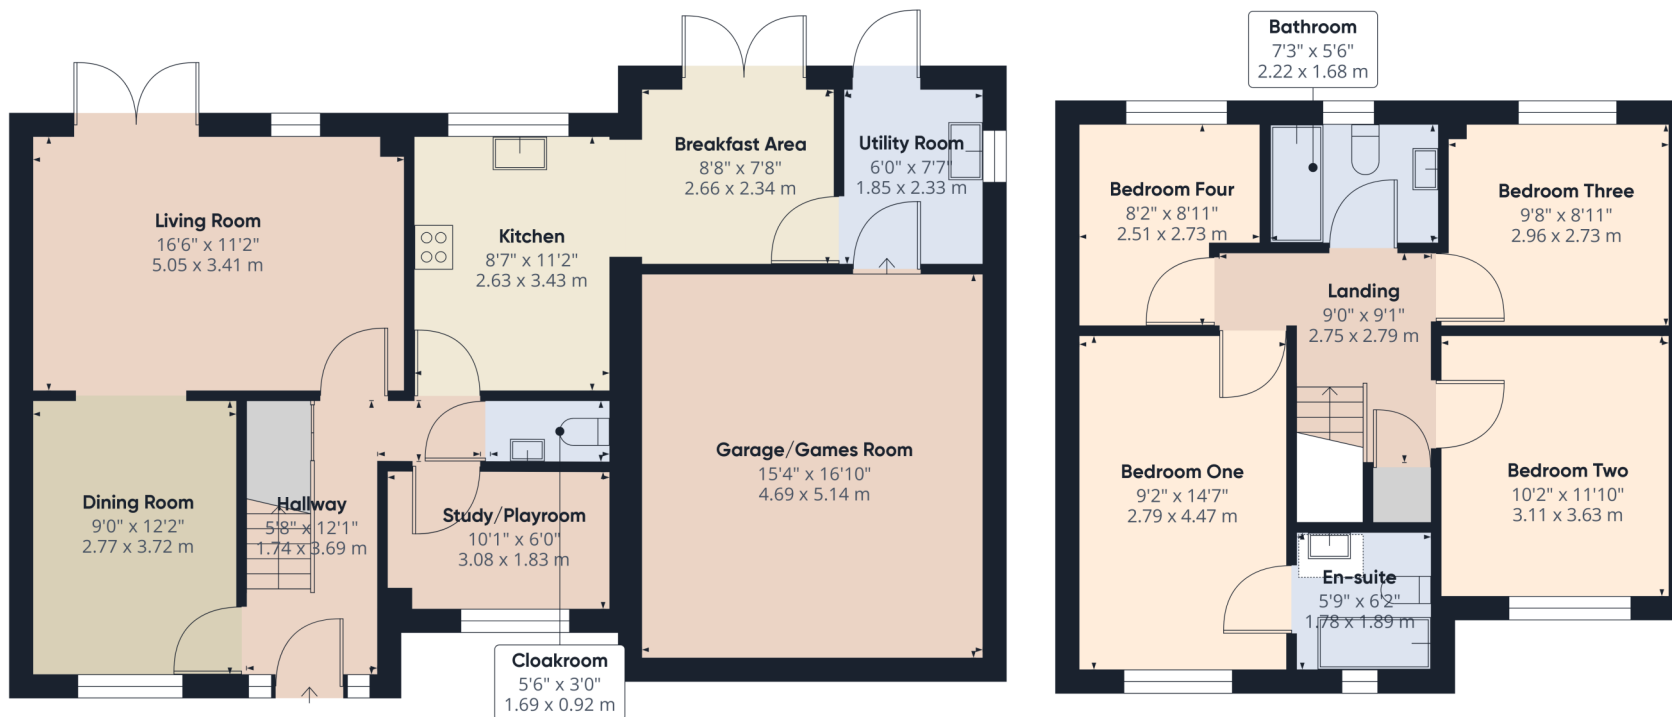 Living Room
16'6" x 11'2"
5.05 x 3.41 m
Kitchen
8'7" x 11'2"
2.63 x 3.43 m
Breakfast Area
8'8" x 7'8"
2.66 x 2.34 m
Utility Room
6'0" x 7'7"
1.85 x 2.33 m
Dining Room
9'0" x 12'2"
2.77 x 3.72 m
Hallway
5'8" x 12'1"
1.74 x 3.69 m
Study/Playroom
10'1" x 6'0"
3.08 x 1.83 m
Garage/Games Room
15'4" x 16'10"
4.69 x 5.14 m
Cloakroom
5'6" x 3'0"
1.69 x 0.92 m
Bathroom
7'3" x 5'6"
2.22 x 1.68 m
Bedroom Four
8'2" x 8'11"
2.51 x 2.73 m
Bedroom Three
9'8" x 8'11"
2.96 x 2.73 m
Landing
9'0" x 9'1"
2.75 x 2.79 m
Bedroom One
9'2" x 14'7"
2.79 x 4.47 m
Bedroom Two
10'2" x 11'10"
3.11 x 3.63 m
En-suite
5'9" x 6'2"
1.78 x 1.89 m